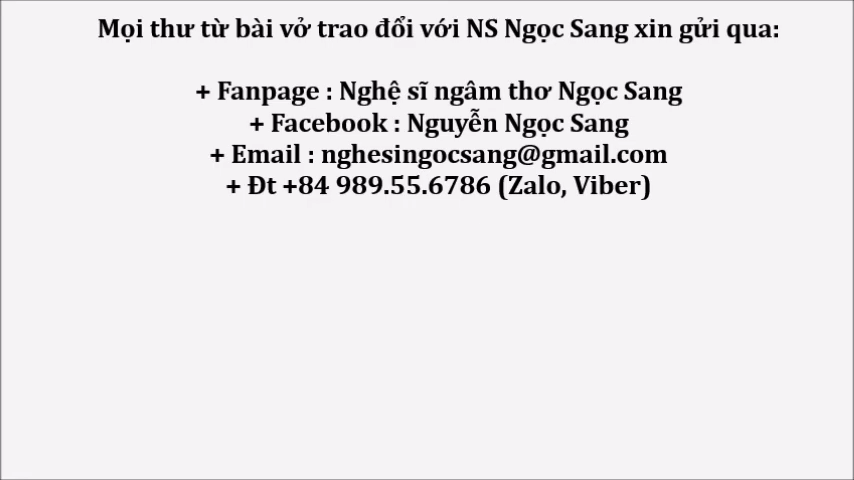 Mọi thư từ bài vở trao đổi với NS Ngọc Sang xin gửi qua:
+ Fanpage : Nghệ sĩ ngâm thơ Ngọc Sang
+ Facebook : Nguyễn Ngọc Sang
+ Email : nghesingocsang@gmail.com
+ Đt +84 989.55.6786 (Zalo, Viber)